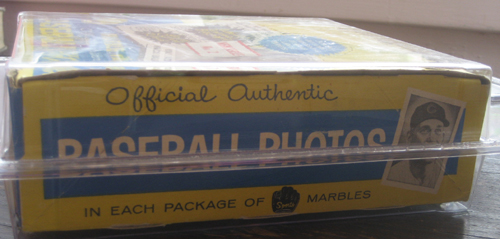 Official Authentic
BASEBALL PHOTOS
IN EACH PACKAGE OF MARBLES